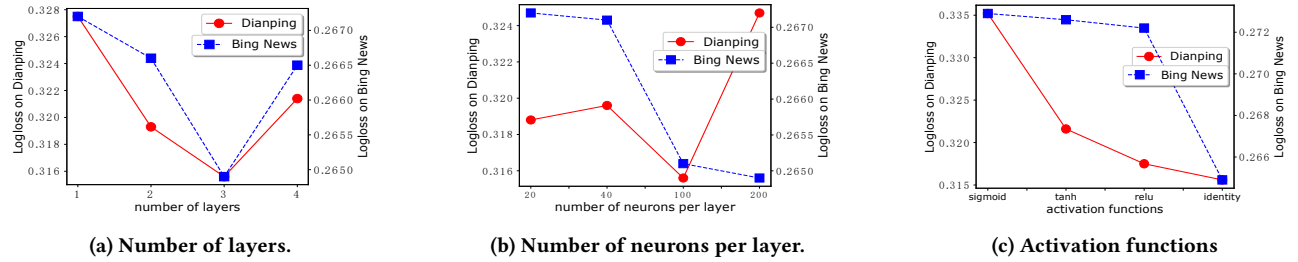 0.328
0.326
0.324
0.322
0.320
0.318
0.316
Logloss on Dianping
Dianping
Bing News
0.2670
0.2665
0.2660
0.2655
0.2650
Logloss on Bing News
1 2 3 4
number of layers
(a) Number of layers.
0.324
0.322
0.320
0.318
0.316
Logloss on Dianping
Dianping
Bing News
0.2670
0.2665
0.2660
0.2655
0.2650
Logloss on Bing News
20 40 100 200
number of neurons per layer
(b) Number of neurons per layer.
0.335
0.330
0.325
0.320
0.315
Logloss on Dianping
Dianping
Bing News
0.272
0.270
0.268
0.266
Logloss on Bing News
sigmoid tanh relu identity
activation functions
(c) Activation functions